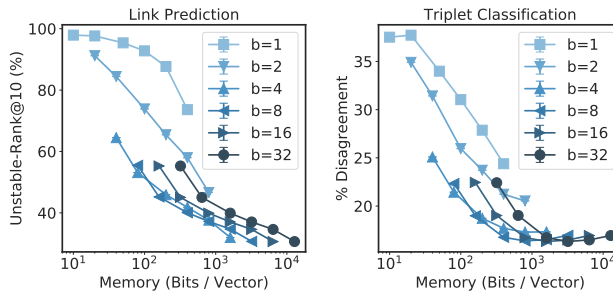 Link Prediction
Unstable-Rank@10 (%)
100
80
60
40
b=1
b=2
b=4
b=8
b=16
b=32
10¹ 10² 10³ 10⁴
Memory (Bits / Vector)
Triplet Classification
% Disagreement
35
30
25
20
b=1
b=2
b=4
b=8
b=16
b=32
10¹ 10² 10³ 10⁴
Memory (Bits / Vector)